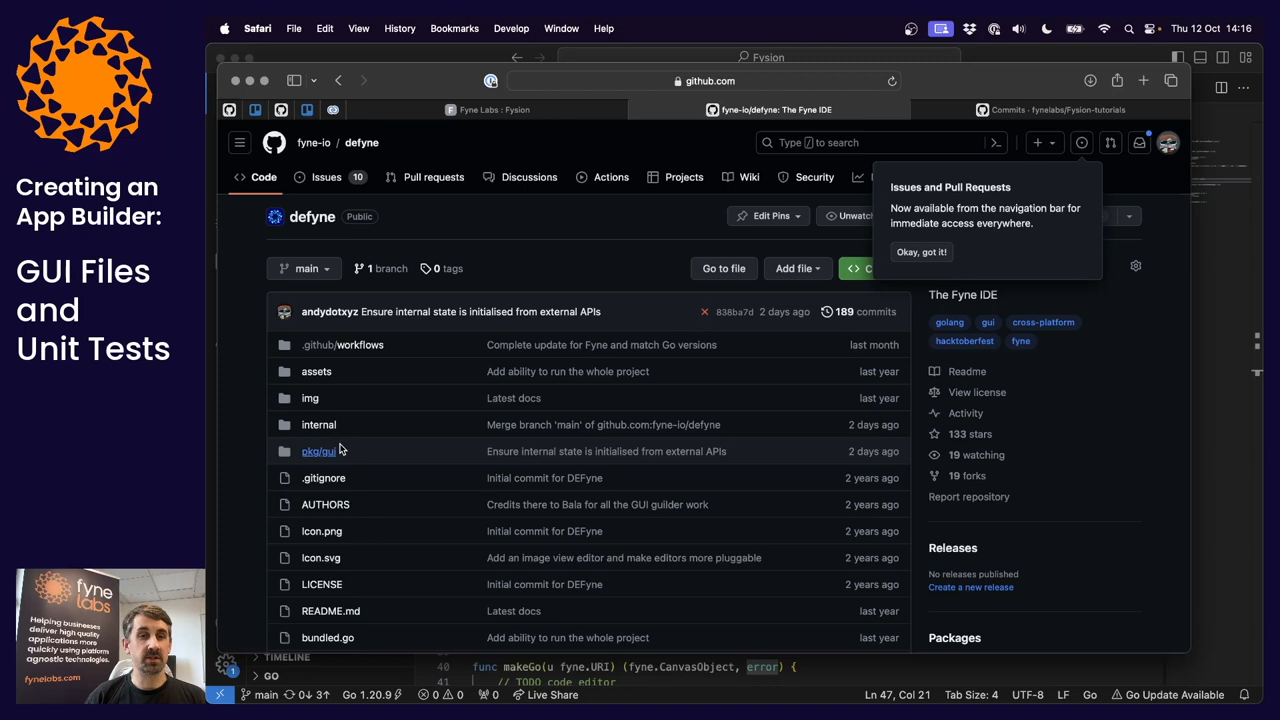 Safari File Edit View History Bookmarks Develop Window Help Thu 12 Oct 14:16
Fysion
github.com
Fyne Labs : Fysion
fyne-io/defyne: The Fyne IDE
Commits · fynelabs/Fysion-tutorials
Creating an
App Builder:
GUI Files
and
Unit Tests
fyne-io / defyne
Type / to search
Code Issues 10 Pull requests Discussions Actions Projects Wiki Security
Issues and Pull Requests
Now available from the navigation bar for
immediate access everywhere.
Okay, got it!
defyne Public Edit Pins Unwatc
main 1 branch 0 tags Go to file Add file C
andydotxyz Ensure internal state is initialised from external APIs 838ba7d 2 days ago 189 commits
.github/workflows Complete update for Fyne and match Go versions last month
assets Add ability to run the whole project last year
img Latest docs last year
internal Merge branch 'main' of github.com:fyne-io/defyne 2 days ago
pkg/gui Ensure internal state is initialised from external APIs 2 days ago
.gitignore Initial commit for DEFyne 2 years ago
AUTHORS Credits there to Bala for all the GUI guilder work 2 years ago
Icon.png Initial commit for DEFyne 2 years ago
Icon.svg Add an image view editor and make editors more pluggable 2 years ago
LICENSE Initial commit for DEFyne 2 years ago
README.md Latest docs last year
bundled.go Add ability to run the whole project last year
The Fyne IDE
golang gui cross-platform
hacktoberfest fyne
Readme
View license
Activity
133 stars
19 watching
19 forks
Report repository
Releases
No releases published
Create a new release
Packages
fyne
labs
Helping businesses
deliver high quality
applications more
quickly using platform
agnostic technologies.
fynelabs.com
TIMELINE
GO
1
40 func makeGo(u fyne.URI) (fyne.CanvasObject, error) {
41 // TODO code editor
main 0↓ 3↑ Go 1.20.9 0 0 0 Live Share Ln 47, Col 21 Tab Size: 4 UTF-8 LF Go Go Update Available